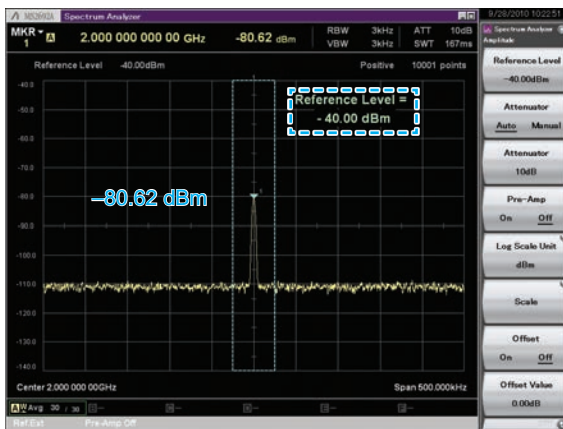 MS2692A Spectrum Analyzer
9/28/2010 10:22:51
MKR 1 A 2.000 000 000 00 GHz -80.62 dBm
RBW 3kHz ATT 10dB
VBW 3kHz SWT 167ms
Reference Level -40.00dBm Positive 10001 points
-40.0
-50.0
-60.0
-70.0
-80.0
-90.0
-100.0
-110.0
-120.0
-130.0
-140.0
Reference Level =
- 40.00 dBm
–80.62 dBm
1
Center 2.000 000 00GHz Span 500.000kHz
A W Avg 30 / 30
Ref.Ext Pre-Amp Off
Spectrum Analyzer
Amplitude
Reference Level
-40.00dBm
Attenuator
Auto Manual
Attenuator
10dB
Pre-Amp
On Off
Log Scale Unit
dBm
Scale
Offset
On Off
Offset Value
0.00dB